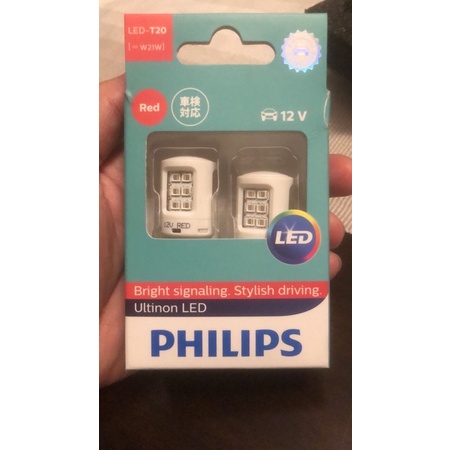 LED-T20
[~W21W]
Red
車検
対応
12 V
12V RED
LED
Bright signaling. Stylish driving.
Ultinon LED
PHILIPS